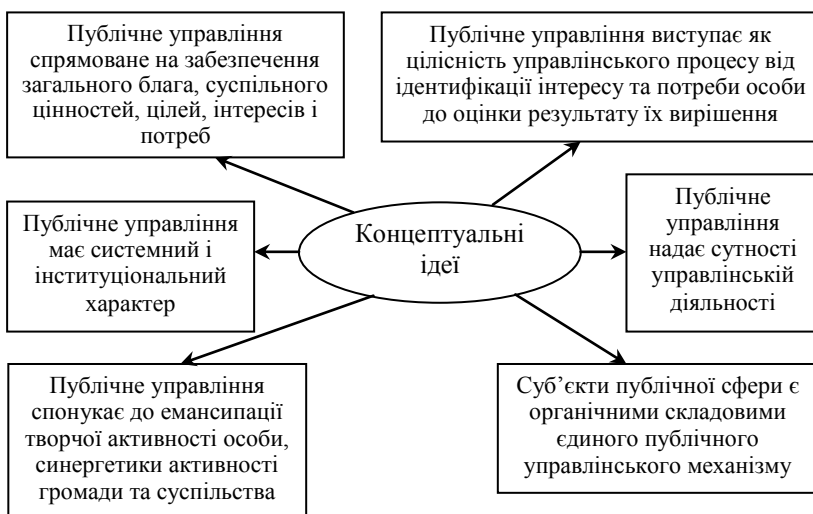 Публічне управління
спрямоване на забезпечення
загального блага, суспільного
цінностей, цілей, інтересів і
потреб
Публічне управління виступає як
цілісність управлінського процесу від
ідентифікації інтересу та потреби особи
до оцінки результату їх вирішення
Публічне управління
має системний і
інституціональний
характер
Концептуальні
ідеї
Публічне
управління
надає сутності
управлінській
діяльності
Публічне управління
спонукає до емансипації
творчої активності особи,
синергетики активності
громади та суспільства
Суб’єкти публічної сфери є
органічними складовими
єдиного публічного
управлінського механізму